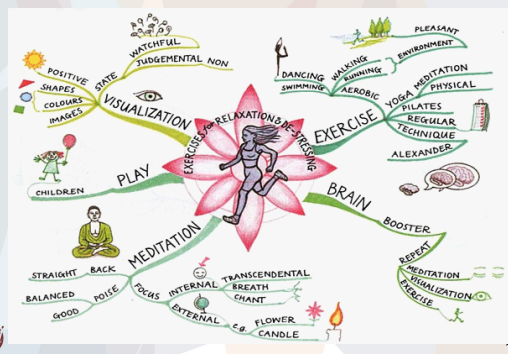 EXERCISES for RELAXATION & DE-STRESSING
VISUALIZATION
STATE
WATCHFUL
JUDGEMENTAL NON
POSITIVE
SHAPES
COLOURS
IMAGES
PLAY
CHILDREN
MEDITATION
STRAIGHT BACK
POISE
BALANCED
GOOD
FOCUS
INTERNAL
TRANSCENDENTAL
BREATH
CHANT
EXTERNAL
e.g.
FLOWER
CANDLE
EXERCISE
AEROBIC
DANCING
SWIMMING
WALKING
RUNNING
PLEASANT
ENVIRONMENT
YOGA MEDITATION
PHYSICAL
PILATES
REGULAR
TECHNIQUE
ALEXANDER
BRAIN
BOOSTER
REPEAT
MEDITATION
VISUALIZATION
EXERCISE